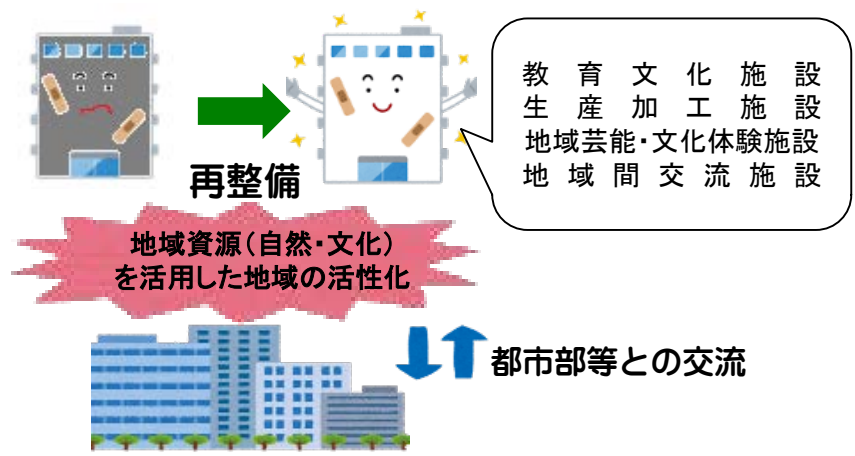 教育文化施設
生産加工施設
地域芸能・文化体験施設
地域間交流施設
再整備
地域資源（自然・文化）
を活用した地域の活性化
都市部等との交流